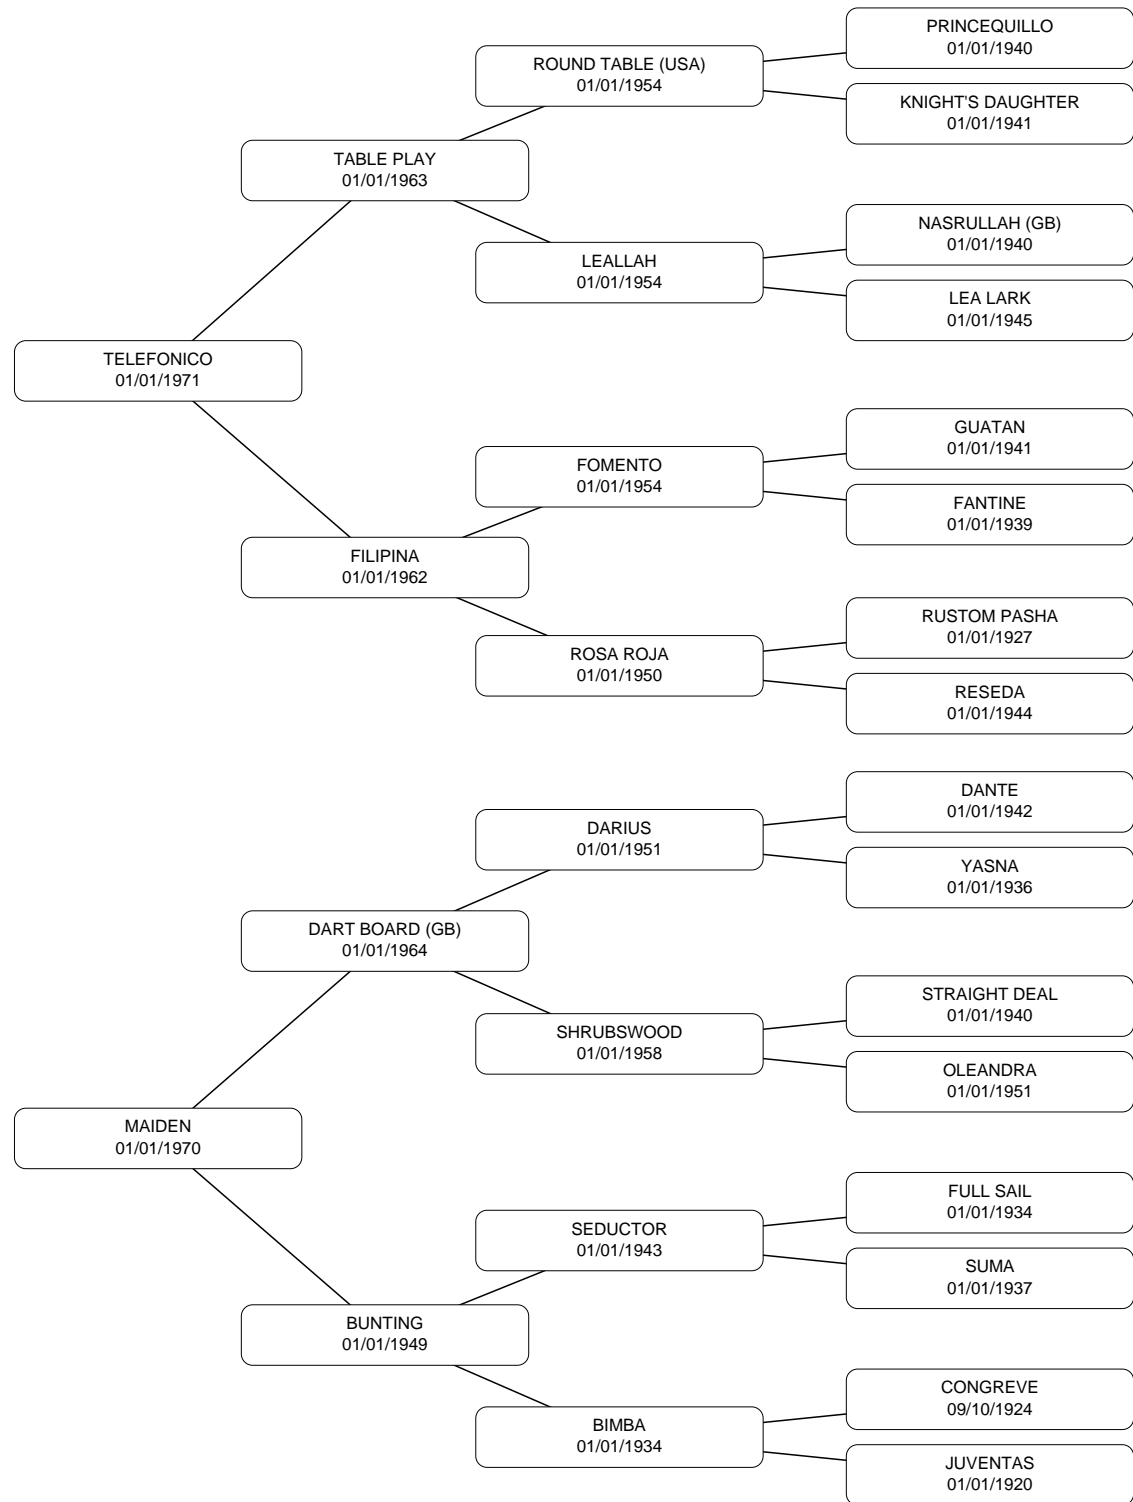 PRINCEQUILLO
01/01/1940
ROUND TABLE (USA)
01/01/1954
KNIGHT'S DAUGHTER
01/01/1941
TABLE PLAY
01/01/1963
NASRULLAH (GB)
01/01/1940
LEALLAH
01/01/1954
LEA LARK
01/01/1945
TELEFONICO
01/01/1971
GUATAN
01/01/1941
FOMENTO
01/01/1954
FANTINE
01/01/1939
FILIPINA
01/01/1962
RUSTOM PASHA
01/01/1927
ROSA ROJA
01/01/1950
RESEDA
01/01/1944
DANTE
01/01/1942
DARIUS
01/01/1951
YASNA
01/01/1936
DART BOARD (GB)
01/01/1964
STRAIGHT DEAL
01/01/1940
SHRUBSWOOD
01/01/1958
OLEANDRA
01/01/1951
MAIDEN
01/01/1970
FULL SAIL
01/01/1934
SEDUCTOR
01/01/1943
SUMA
01/01/1937
BUNTING
01/01/1949
CONGREVE
09/10/1924
BIMBA
01/01/1934
JUVENTAS
01/01/1920